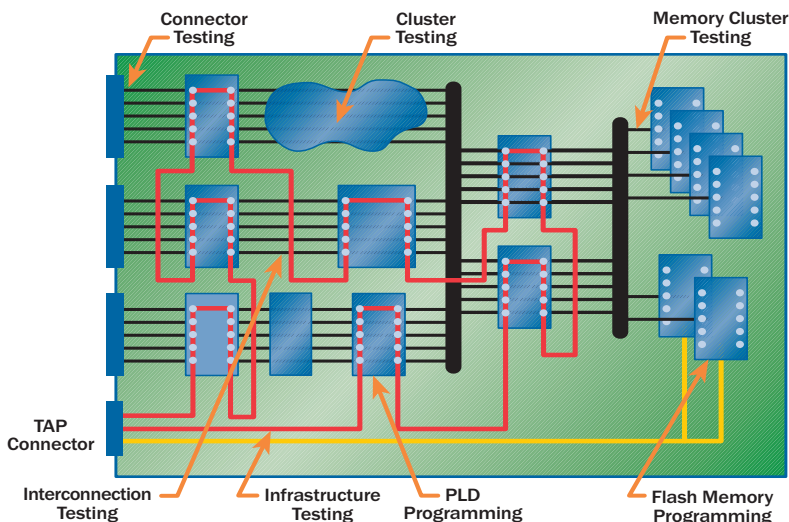 Connector
Testing
Cluster
Testing
Memory Cluster
Testing
TAP
Connector
Interconnection
Testing
Infrastructure
Testing
PLD
Programming
Flash Memory
Programming